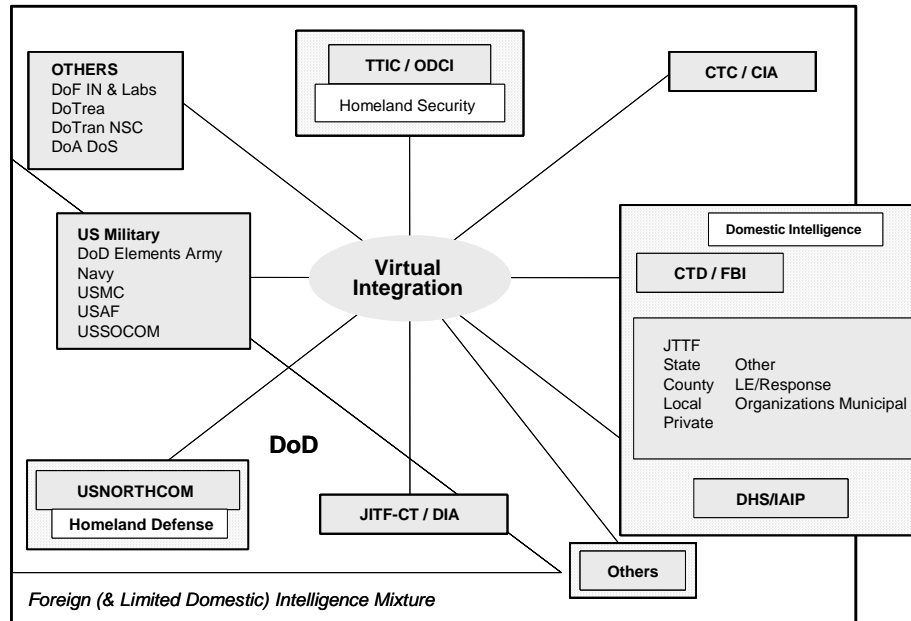 OTHERS
DoF IN & Labs
DoTrea
DoTran NSC
DoA DoS
TTIC / ODCI
Homeland Security
CTC / CIA
US Military
DoD Elements Army
Navy
USMC
USAF
USSOCOM
Virtual
Integration
Domestic Intelligence
CTD / FBI
JTTF
State Other
County LE/Response
Local Organizations Municipal
Private
DoD
USNORTHCOM
Homeland Defense
JITF-CT / DIA
DHS/IAIP
Others
Foreign (& Limited Domestic) Intelligence Mixture